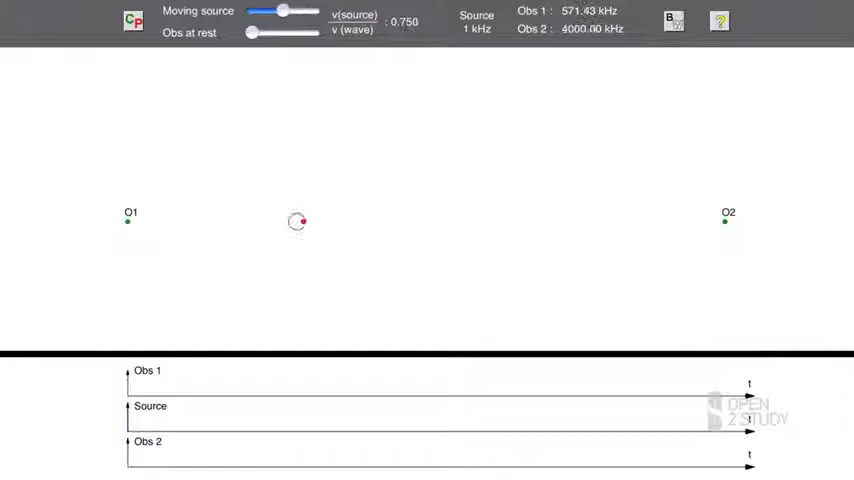 Moving source
Obs at rest
v(source)
v (wave)
: 0.750
Source
1 kHz
Obs 1 : 571.43 kHz
Obs 2 : 4000.00 kHz
CP
B
?
O1
O2
Obs 1
t
Source
t
Obs 2
t
OPEN
2 STUDY